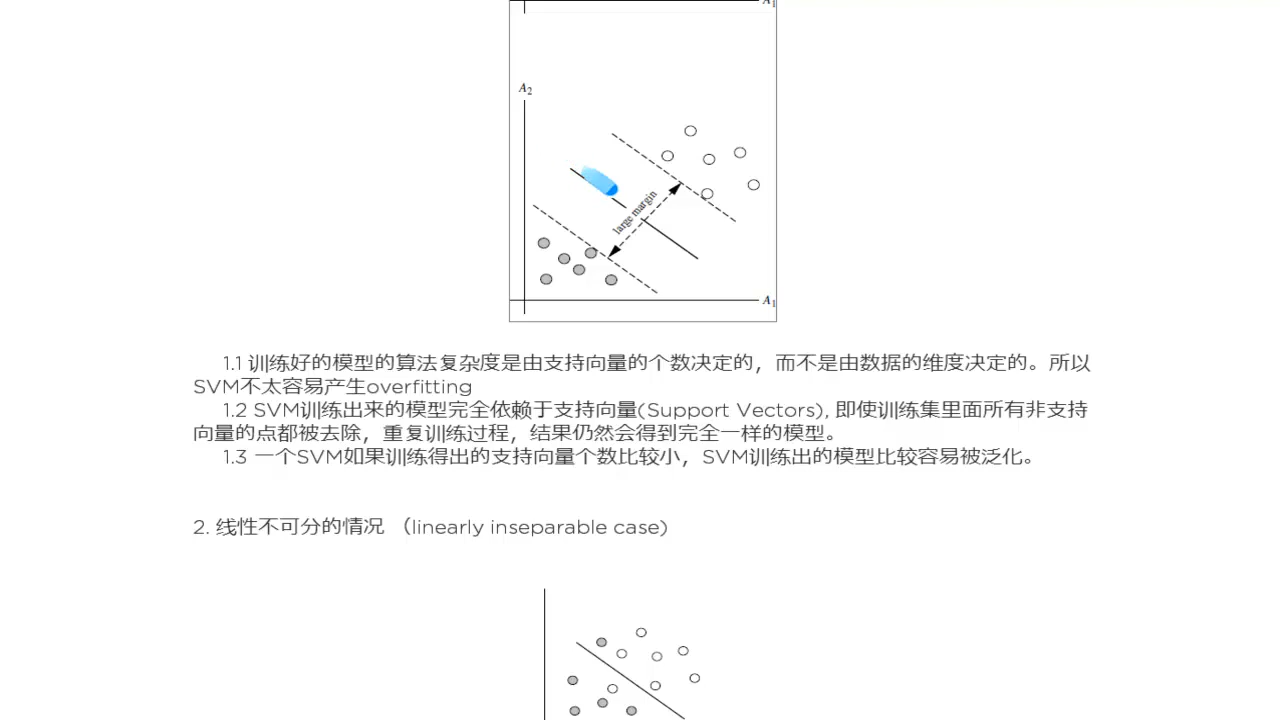 A1
A2
large margin
A1
1.1 训练好的模型的算法复杂度是由支持向量的个数决定的，而不是由数据的维度决定的。所以
SVM不太容易产生overfitting
1.2 SVM训练出来的模型完全依赖于支持向量(Support Vectors), 即使训练集里面所有非支持
向量的点都被去除，重复训练过程，结果仍然会得到完全一样的模型。
1.3 一个SVM如果训练得出的支持向量个数比较小，SVM训练出的模型比较容易被泛化。
2. 线性不可分的情况 （linearly inseparable case)